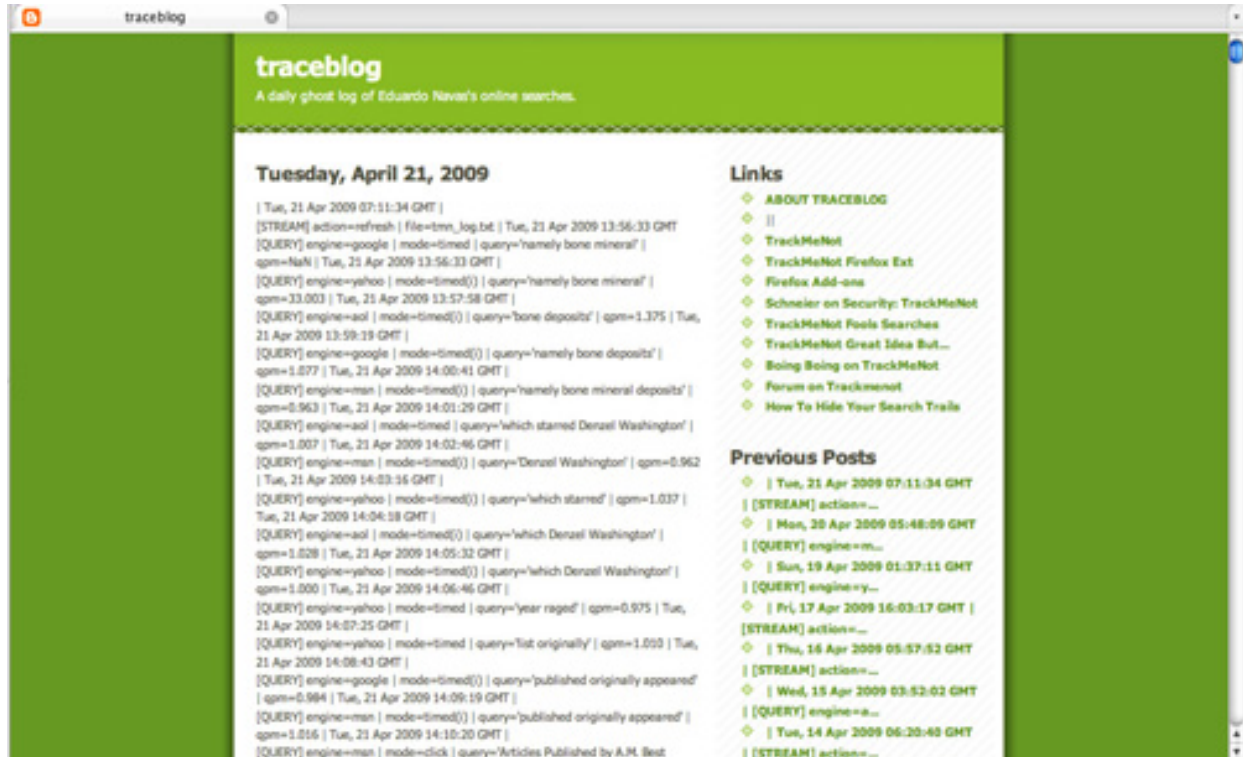 traceblog
traceblog
A daily ghost log of Eduardo Navas's online searches.
Tuesday, April 21, 2009
| Tue, 21 Apr 2009 07:11:34 GMT |
[STREAM] action=refresh | file=tmn_log.txt | Tue, 21 Apr 2009 13:56:33 GMT
[QUERY] engine=google | mode=timed | query='namely bone mineral' |
qpm=NaN | Tue, 21 Apr 2009 13:56:33 GMT |
[QUERY] engine=yahoo | mode=timed(i) | query='namely bone mineral' |
qpm=33.003 | Tue, 21 Apr 2009 13:57:58 GMT |
[QUERY] engine=aol | mode=timed(i) | query='bone deposits' | qpm=1.375 | Tue,
21 Apr 2009 13:59:19 GMT |
[QUERY] engine=google | mode=timed(i) | query='namely bone deposits' |
qpm=1.077 | Tue, 21 Apr 2009 14:00:41 GMT |
[QUERY] engine=msn | mode=timed(i) | query='namely bone mineral deposits' |
qpm=0.963 | Tue, 21 Apr 2009 14:01:29 GMT |
[QUERY] engine=aol | mode=timed | query='which starred Denzel Washington' |
qpm=1.007 | Tue, 21 Apr 2009 14:02:46 GMT |
[QUERY] engine=msn | mode=timed(i) | query='Denzel Washington' | qpm=0.962
| Tue, 21 Apr 2009 14:03:16 GMT |
[QUERY] engine=yahoo | mode=timed(i) | query='which starred' | qpm=1.037 |
Tue, 21 Apr 2009 14:04:18 GMT |
[QUERY] engine=aol | mode=timed(i) | query='which Denzel Washington' |
qpm=1.028 | Tue, 21 Apr 2009 14:05:32 GMT |
[QUERY] engine=yahoo | mode=timed(i) | query='which Denzel Washington' |
qpm=1.000 | Tue, 21 Apr 2009 14:06:46 GMT |
[QUERY] engine=yahoo | mode=timed | query='year raged' | qpm=0.975 | Tue,
21 Apr 2009 14:07:25 GMT |
[QUERY] engine=yahoo | mode=timed | query='list originally' | qpm=1.010 | Tue,
21 Apr 2009 14:08:43 GMT |
[QUERY] engine=google | mode=timed(i) | query='published originally appeared'
| qpm=0.984 | Tue, 21 Apr 2009 14:09:19 GMT |
[QUERY] engine=msn | mode=timed(i) | query='published originally appeared' |
qpm=1.016 | Tue, 21 Apr 2009 14:10:20 GMT |
[QUERY] engine=msn | mode=click | query='Articles Published by A.M. Best
Links
ABOUT TRACEBLOG
||
TrackMeNot
TrackMeNot Firefox Ext
Firefox Add-ons
Schneier on Security: TrackMeNot
TrackMeNot Fools Searches
TrackMeNot Great Idea But...
Boing Boing on TrackMeNot
Forum on Trackmenot
How To Hide Your Search Trails
Previous Posts
| Tue, 21 Apr 2009 07:11:34 GMT
| [STREAM] action=...
| Mon, 20 Apr 2009 05:48:09 GMT
| [QUERY] engine=m...
| Sun, 19 Apr 2009 01:37:11 GMT
| [QUERY] engine=y...
| Fri, 17 Apr 2009 16:03:17 GMT |
[STREAM] action=...
| Thu, 16 Apr 2009 05:57:52 GMT
| [STREAM] action=...
| Wed, 15 Apr 2009 03:52:02 GMT
| [QUERY] engine=a...
| Tue, 14 Apr 2009 06:20:40 GMT
| [STREAM] action=...